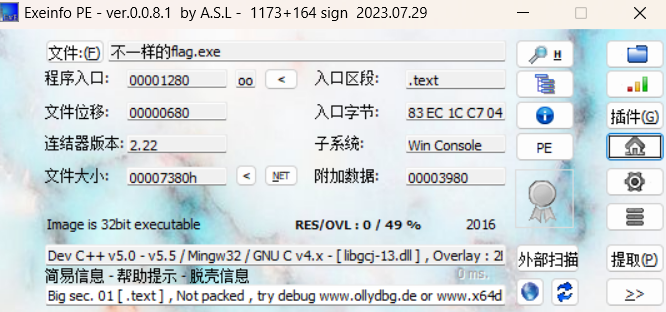 Exeinfo PE - ver.0.0.8.1 by A.S.L - 1173+164 sign 2023.07.29
文件:(F) 不一样的flag.exe H
程序入口: 00001280 oo < 入口区段: .text
文件位移: 00000680 入口字节: 83 EC 1C C7 04 插件(G)
连结器版本: 2.22 子系统: Win Console PE
文件大小: 00007380h < NET 附加数据: 00003980
Image is 32bit executable RES/OVL : 0 / 49 % 2016
Dev C++ v5.0 - v5.5 / Mingw32 / GNU C v4.x - [ libgcj-13.dll ] , Overlay : 2 外部扫描 提取(P)
简易信息 - 帮助提示 - 脱壳信息 0 ms.
Big sec. 01 [ .text ] , Not packed , try debug www.ollydbg.de or www.x64d >>